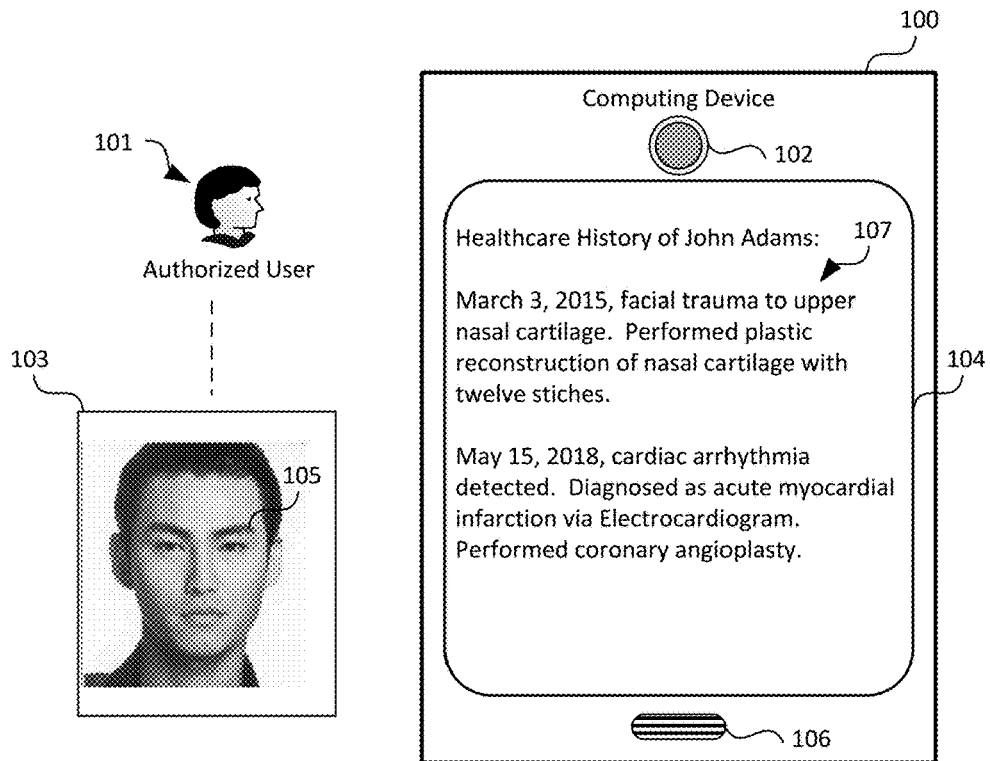 100
Computing Device
101
102
Healthcare History of John Adams:
107
Authorized User
March 3, 2015, facial trauma to upper
nasal cartilage. Performed plastic
reconstruction of nasal cartilage with
twelve stiches.
103
104
105
May 15, 2018, cardiac arrhythmia
detected. Diagnosed as acute myocardial
infarction via Electrocardiogram.
Performed coronary angioplasty.
106